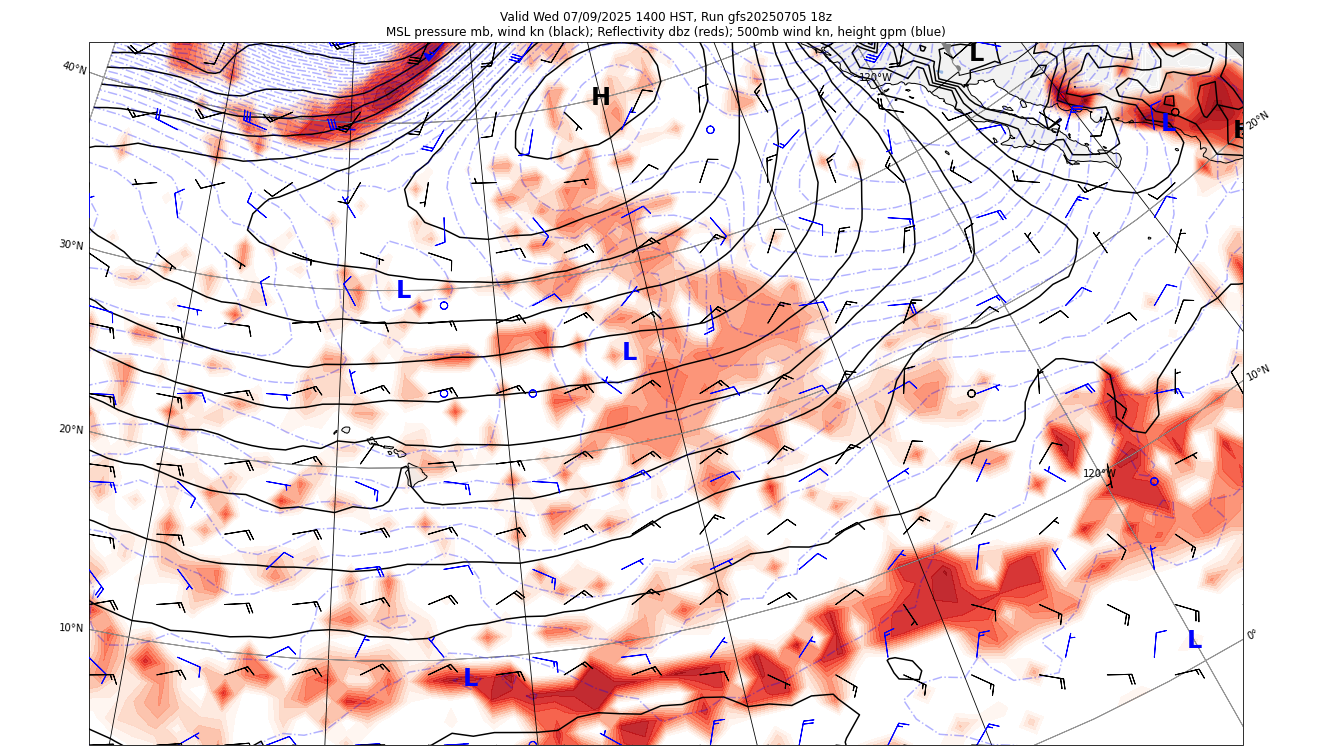 Valid Wed 07/09/2025 1400 HST, Run gfs20250705 18z
MSL pressure mb, wind kn (black); Reflectivity dbz (reds); 500mb wind kn, height gpm (blue)
L
40°N
120°W
H
20°N
L
H
30°N
L
L
10°N
20°N
120°W
10°N
0°
L
L